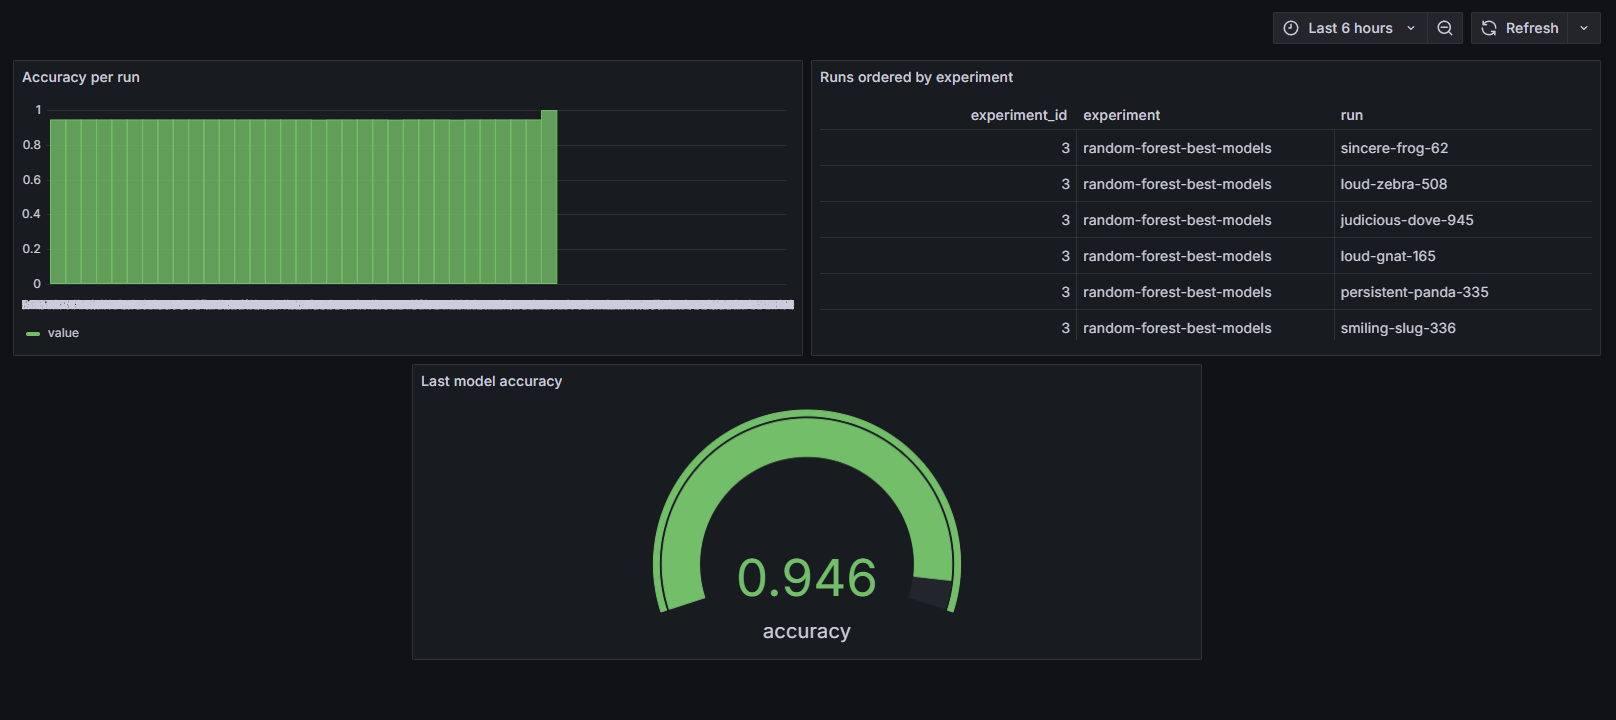 Last 6 hours
Refresh
Accuracy per run
1
0.8
0.6
0.4
0.2
0
value
Runs ordered by experiment
experiment_id experiment run
3 random-forest-best-models sincere-frog-62
3 random-forest-best-models loud-zebra-508
3 random-forest-best-models judicious-dove-945
3 random-forest-best-models loud-gnat-165
3 random-forest-best-models persistent-panda-335
3 random-forest-best-models smiling-slug-336
Last model accuracy
0.946
accuracy